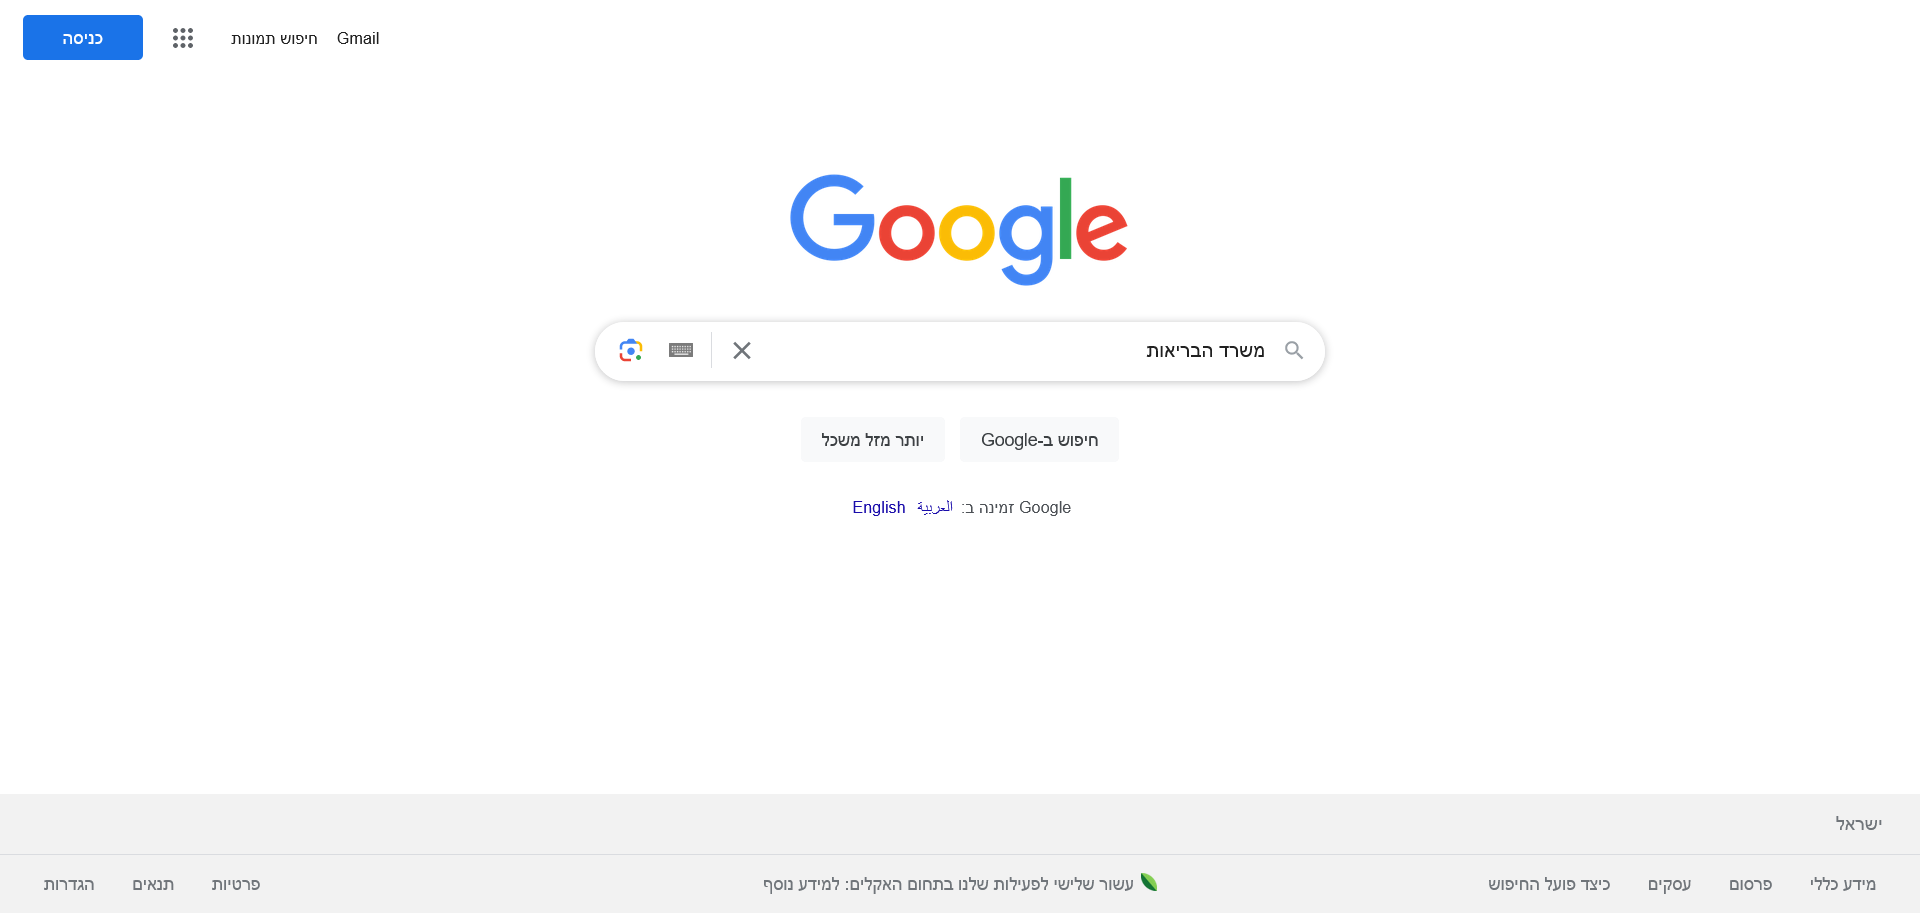 Gmail חיפוש תמונות כניסה
Google
משרד הבריאות
חיפוש ב-Google יותר מזל משכל
Google זמינה ב: العربية English
ישראל
מידע כללי פרסום עסקים כיצד פועל החיפוש עשור שלישי לפעילות שלנו בתחום האקלים: למידע נוסף פרטיות תנאים הגדרות